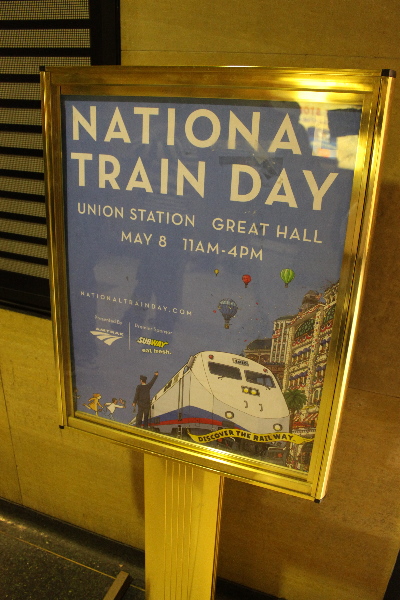 NATIONAL
TRAIN DAY
UNION STATION GREAT HALL
MAY 8 11AM-4PM
NATIONALTRAINDAY.COM
AMTRAK
SUBWAY
eat fresh.
DISCOVER THE RAILWAY